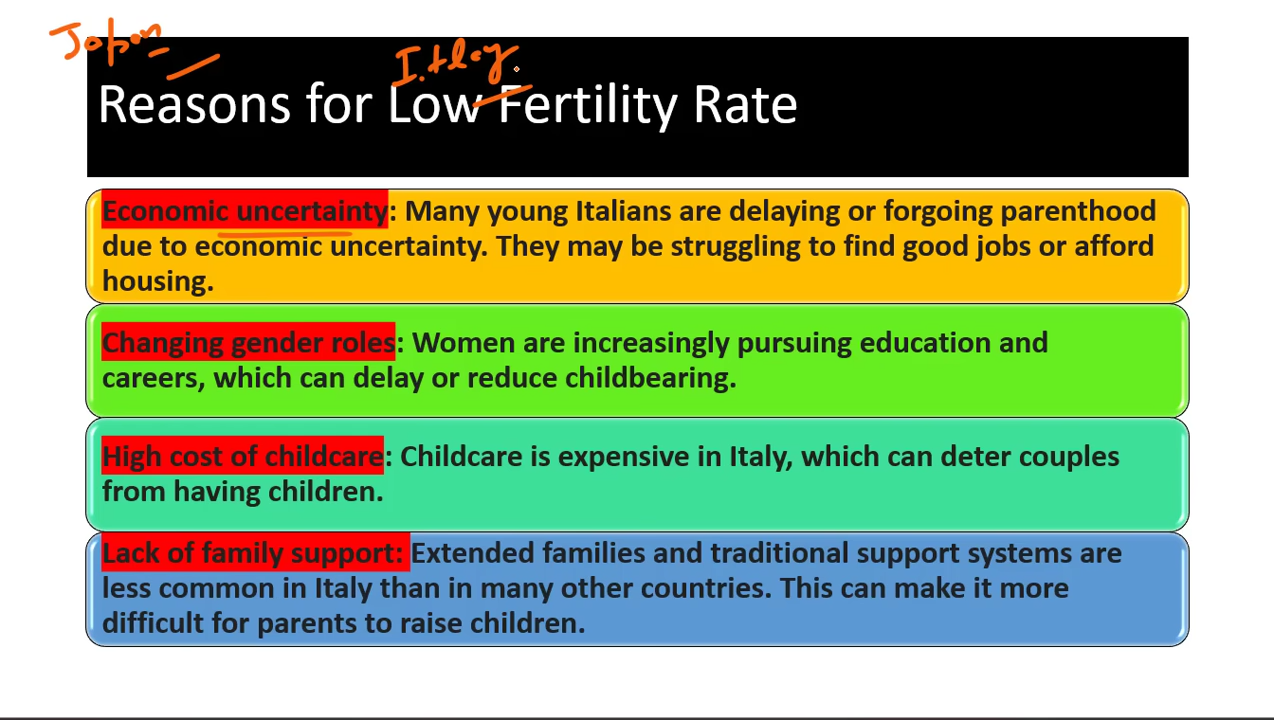 Japan
Itley
Reasons for Low Fertility Rate
Economic uncertainty: Many young Italians are delaying or forgoing parenthood
due to economic uncertainty. They may be struggling to find good jobs or afford
housing.
Changing gender roles: Women are increasingly pursuing education and
careers, which can delay or reduce childbearing.
High cost of childcare: Childcare is expensive in Italy, which can deter couples
from having children.
Lack of family support: Extended families and traditional support systems are
less common in Italy than in many other countries. This can make it more
difficult for parents to raise children.